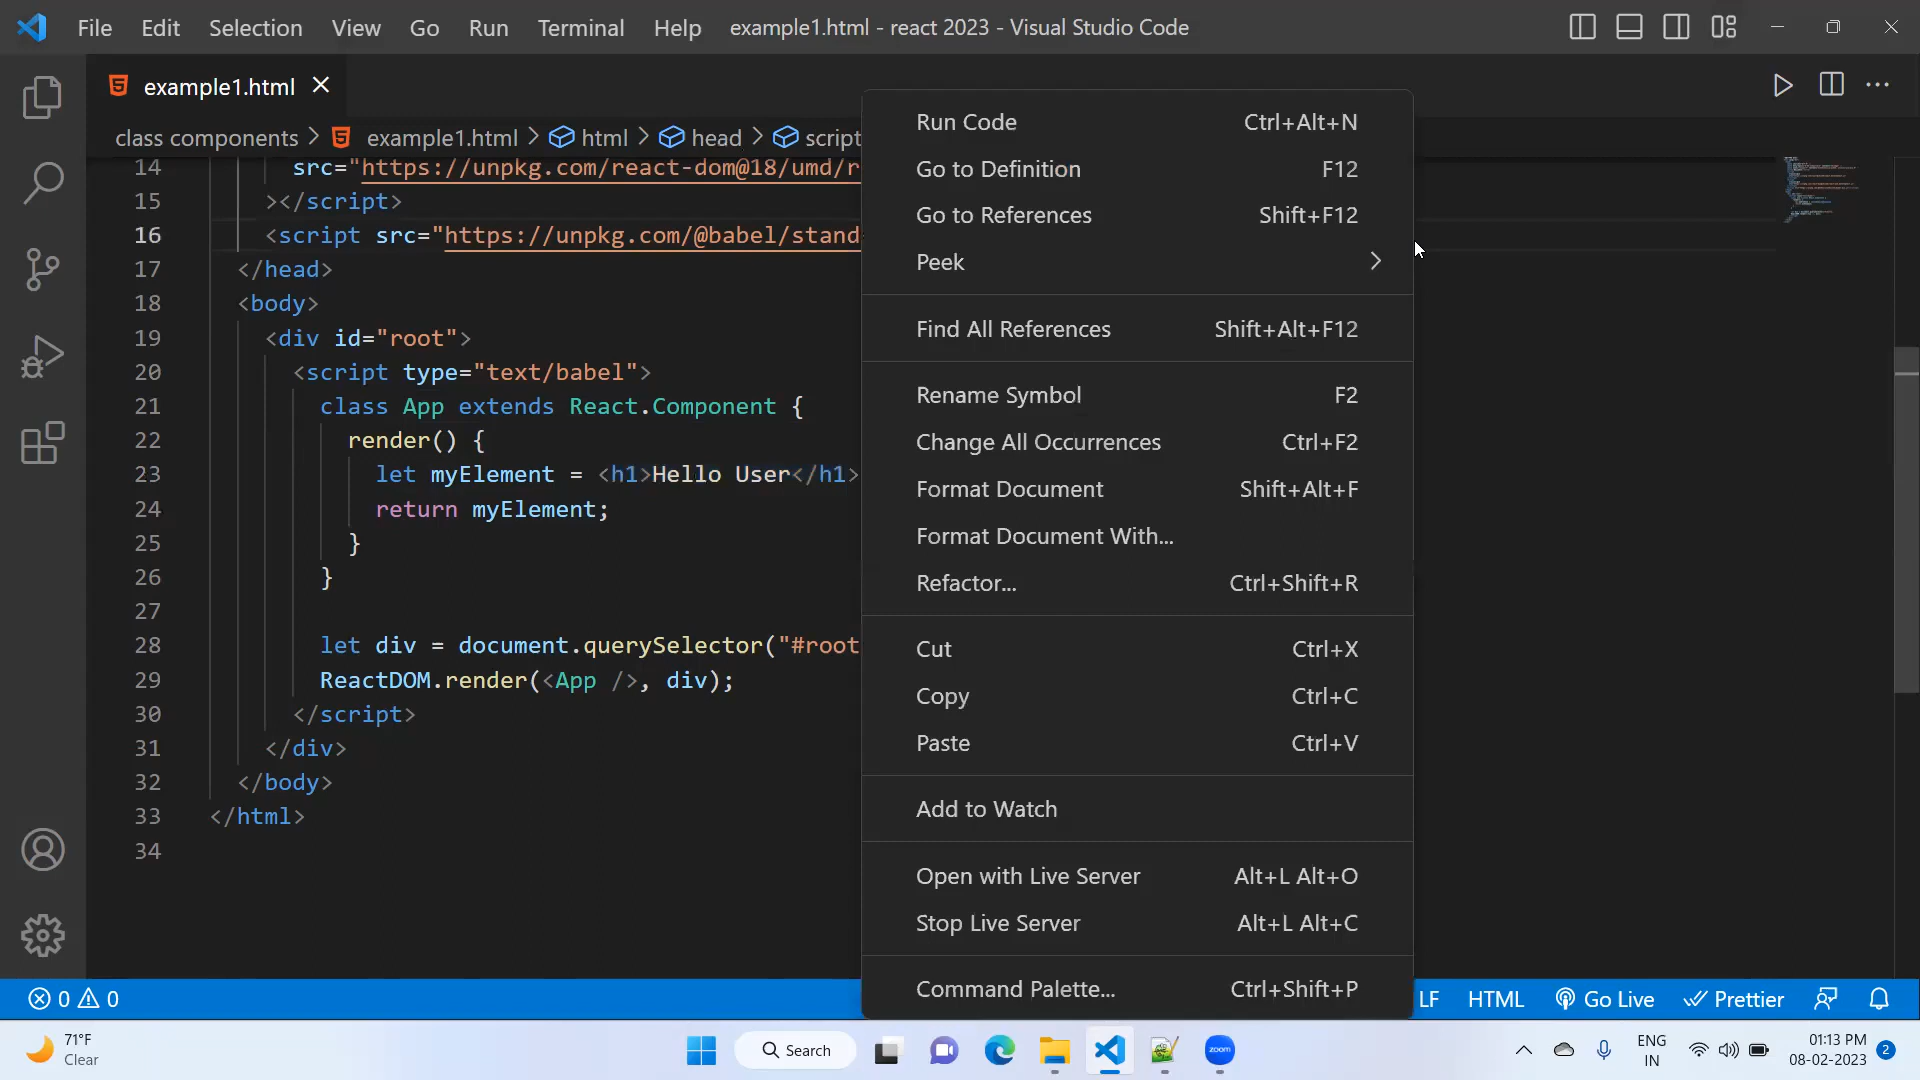 File Edit Selection View Go Run Terminal Help example1.html - react 2023 - Visual Studio Code
example1.html
class components > example1.html > html > head > script
14 src="https://unpkg.com/react-dom@18/umd/r
15 ></script>
16 <script src="https://unpkg.com/@babel/stand
17 </head>
18 <body>
19 <div id="root">
20 <script type="text/babel">
21 class App extends React.Component {
22 render() {
23 let myElement = <h1>Hello User</h1>
24 return myElement;
25 }
26 }
27
28 let div = document.querySelector("#root
29 ReactDOM.render(<App />, div);
30 </script>
31 </div>
32 </body>
33 </html>
34
Run Code Ctrl+Alt+N
Go to Definition F12
Go to References Shift+F12
Peek
Find All References Shift+Alt+F12
Rename Symbol F2
Change All Occurrences Ctrl+F2
Format Document Shift+Alt+F
Format Document With...
Refactor... Ctrl+Shift+R
Cut Ctrl+X
Copy Ctrl+C
Paste Ctrl+V
Add to Watch
Open with Live Server Alt+L Alt+O
Stop Live Server Alt+L Alt+C
Command Palette... Ctrl+Shift+P
0 0 LF HTML Go Live Prettier
71°F
Clear
Search
zoom
ENG
IN
01:13 PM
08-02-2023
2